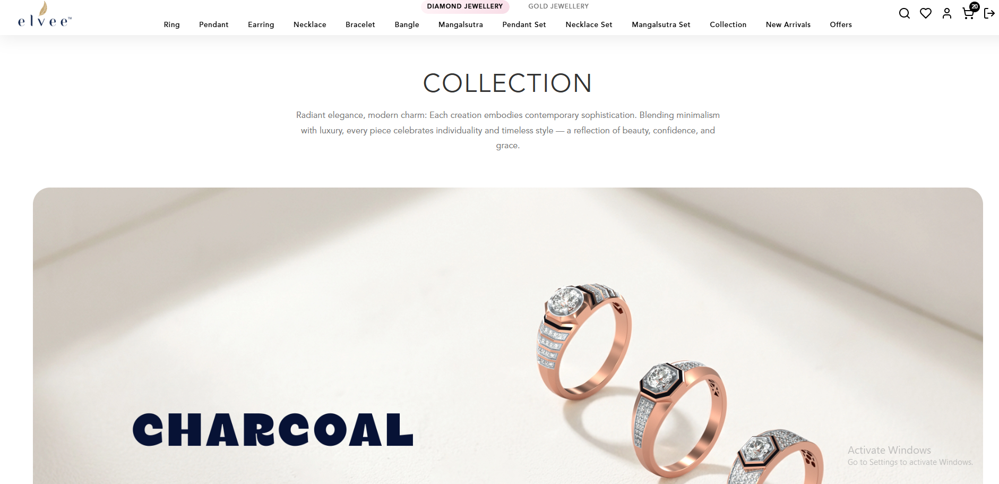 elvee™
DIAMOND JEWELLERY
GOLD JEWELLERY
20
Ring
Pendant
Earring
Necklace
Bracelet
Bangle
Mangalsutra
Pendant Set
Necklace Set
Mangalsutra Set
Collection
New Arrivals
Offers
COLLECTION
Radiant elegance, modern charm: Each creation embodies contemporary sophistication. Blending minimalism
with luxury, every piece celebrates individuality and timeless style — a reflection of beauty, confidence, and
grace.
CHARCOAL
Activate Windows
Go to Settings to activate Windows.